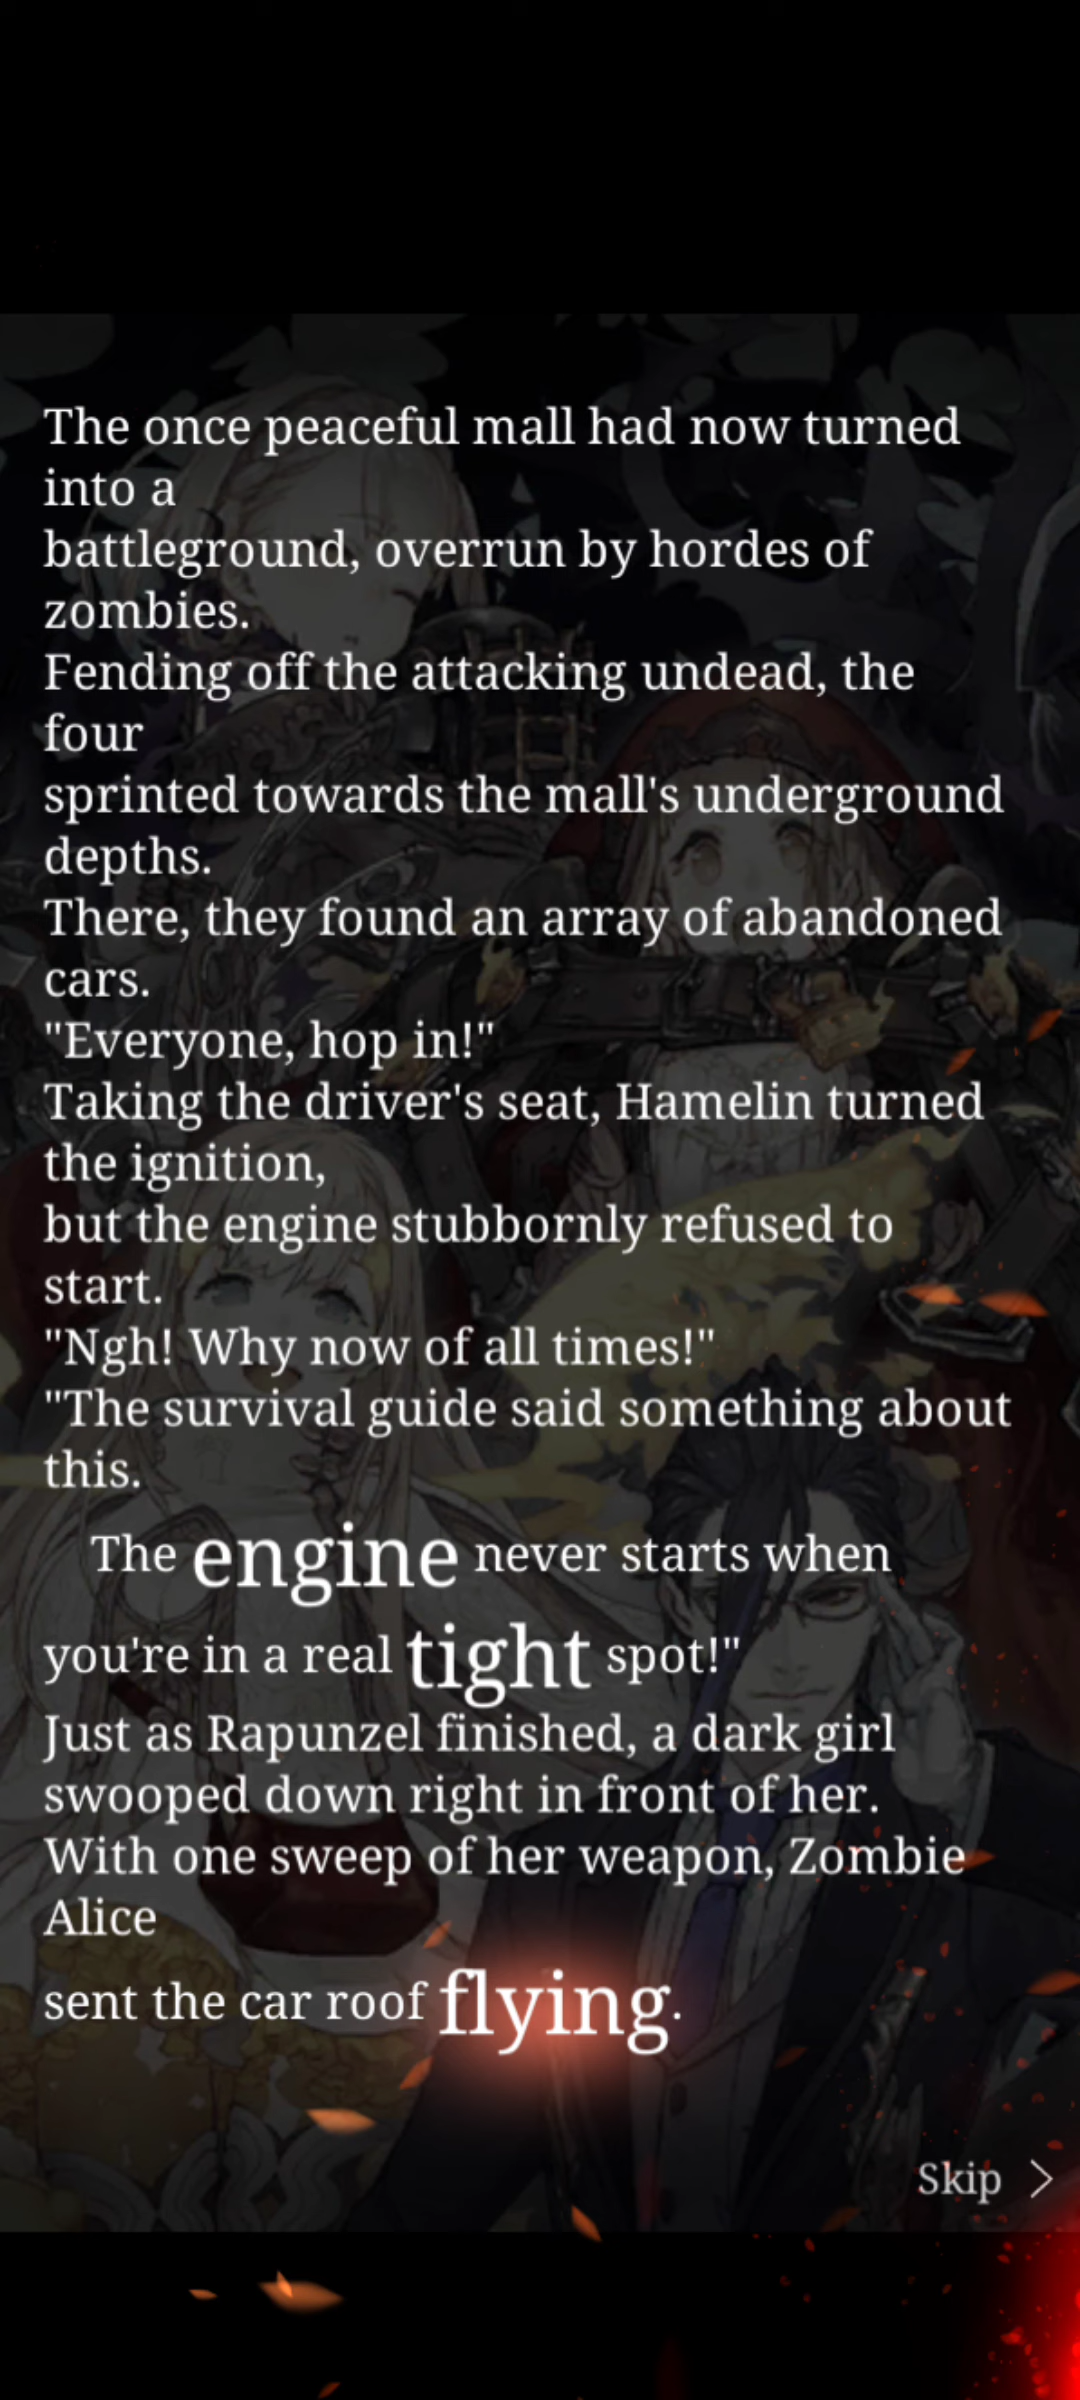 The once peaceful mall had now turned
into a
battleground, overrun by hordes of
zombies.
Fending off the attacking undead, the
four
sprinted towards the mall's underground
depths.
There, they found an array of abandoned
cars.
"Everyone, hop in!"
Taking the driver's seat, Hamelin turned
the ignition,
but the engine stubbornly refused to
start.
"Ngh! Why now of all times!"
"The survival guide said something about
this.
The engine never starts when
you're in a real tight spot!"
Just as Rapunzel finished, a dark girl
swooped down right in front of her.
With one sweep of her weapon, Zombie
Alice
sent the car roof flying.
Skip >